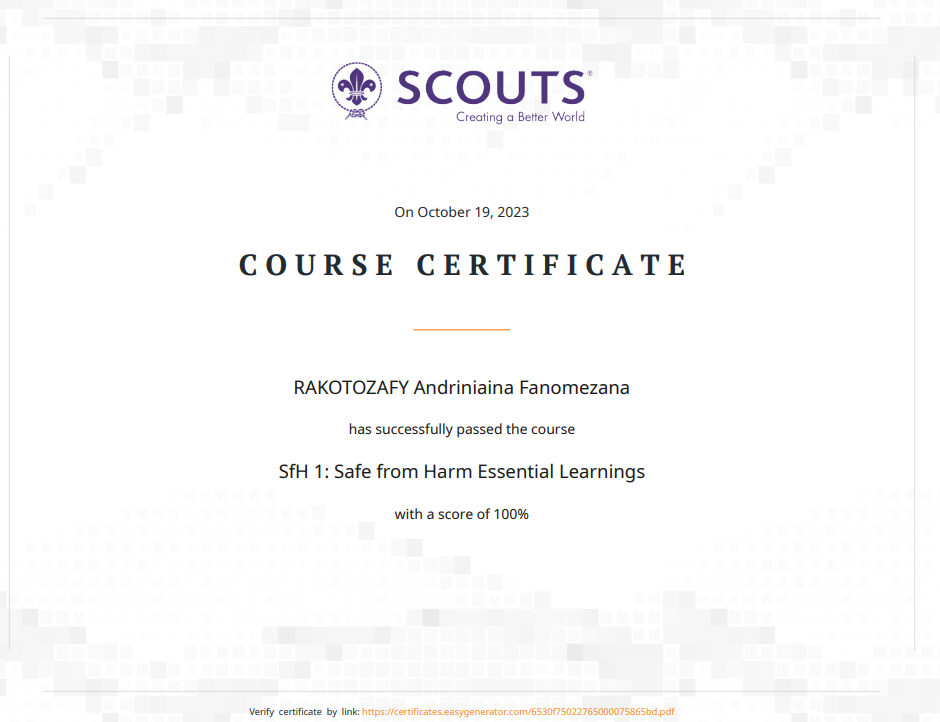 SCOUTS®
Creating a Better World
On October 19, 2023
COURSE CERTIFICATE
RAKOTOZAFY Andriniaina Fanomezana
has successfully passed the course
SfH 1: Safe from Harm Essential Learnings
with a score of 100%
Verify certificate by link: https://certificates.easygenerator.com/6530f75022765000075865bd.pdf